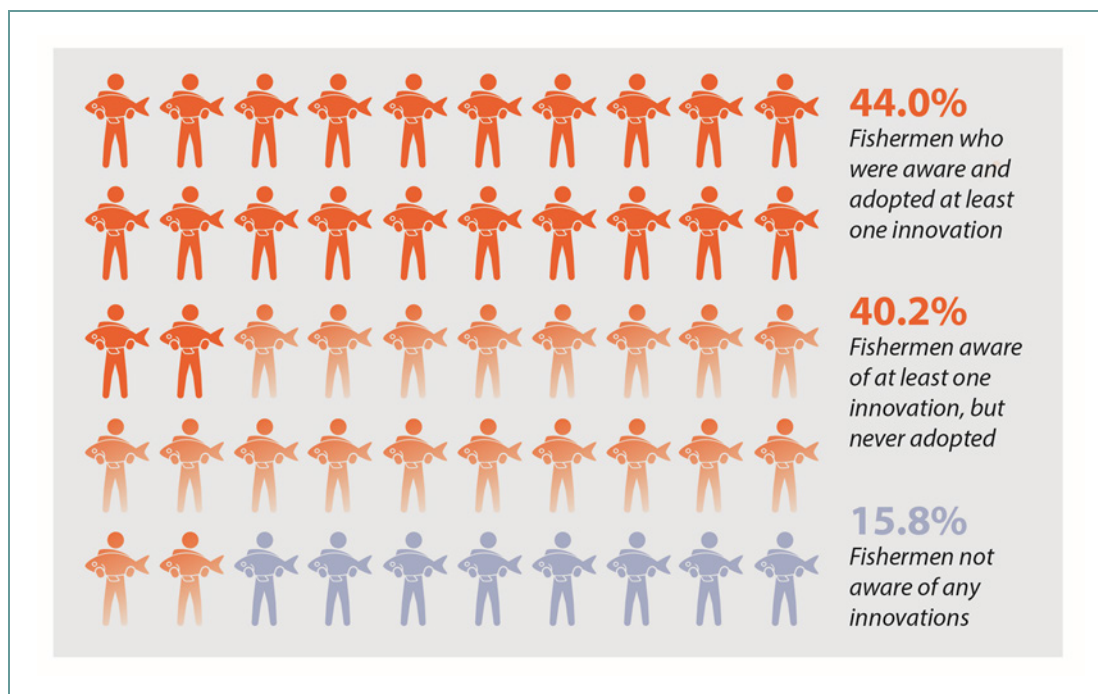 44.0%
Fishermen who
were aware and
adopted at least
one innovation
40.2%
Fishermen aware
of at least one
innovation, but
never adopted
15.8%
Fishermen not
aware of any
innovations